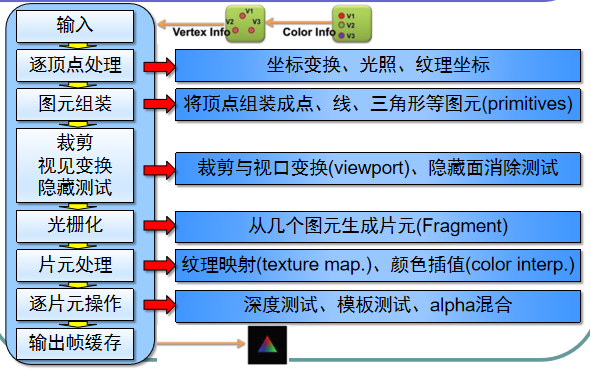 输入
Vertex Info
V1
V2
V3
Color Info
V1
V2
V3
逐顶点处理
坐标变换、光照、纹理坐标
图元组装
将顶点组装成点、线、三角形等图元(primitives)
裁剪
视见变换
隐藏测试
裁剪与视口变换(viewport)、隐藏面消除测试
光栅化
从几个图元生成片元(Fragment)
片元处理
纹理映射(texture map.)、颜色插值(color interp.)
逐片元操作
深度测试、模板测试、alpha混合
输出帧缓存